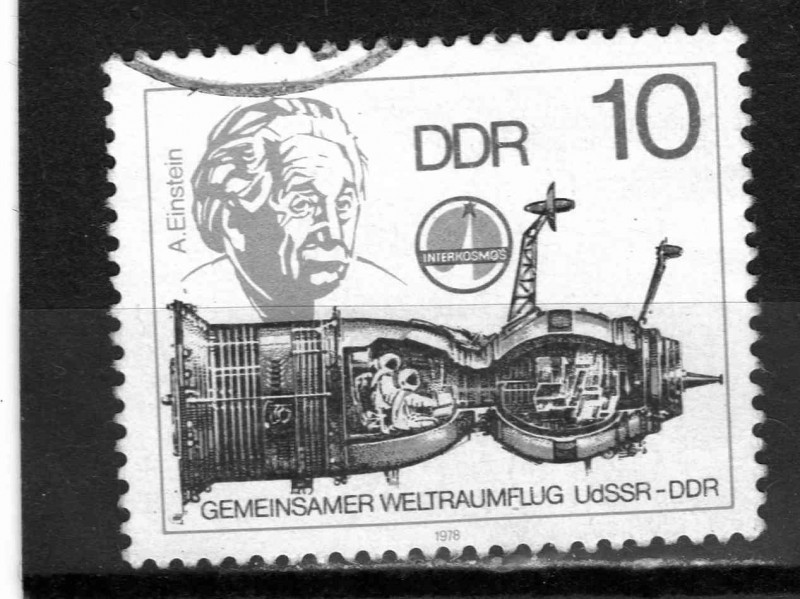 DDR 10
A.Einstein
INTERKOSMOS
GEMEINSAMER WELTRAUMFLUG UdSSR-DDR
1978